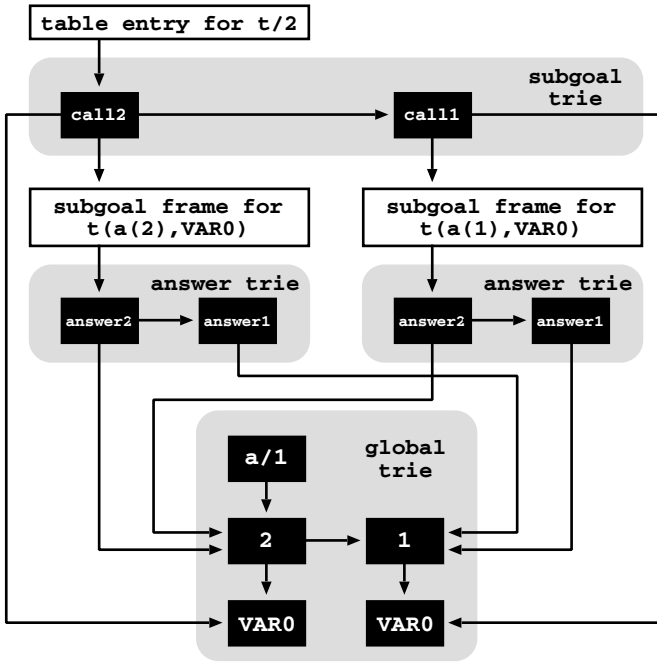 table entry for t/2
subgoal
trie
call2
call1
subgoal frame for
t(a(2),VAR0)
subgoal frame for
t(a(1),VAR0)
answer trie
answer trie
answer2
answer1
answer2
answer1
global
trie
a/1
2
1
VAR0
VAR0